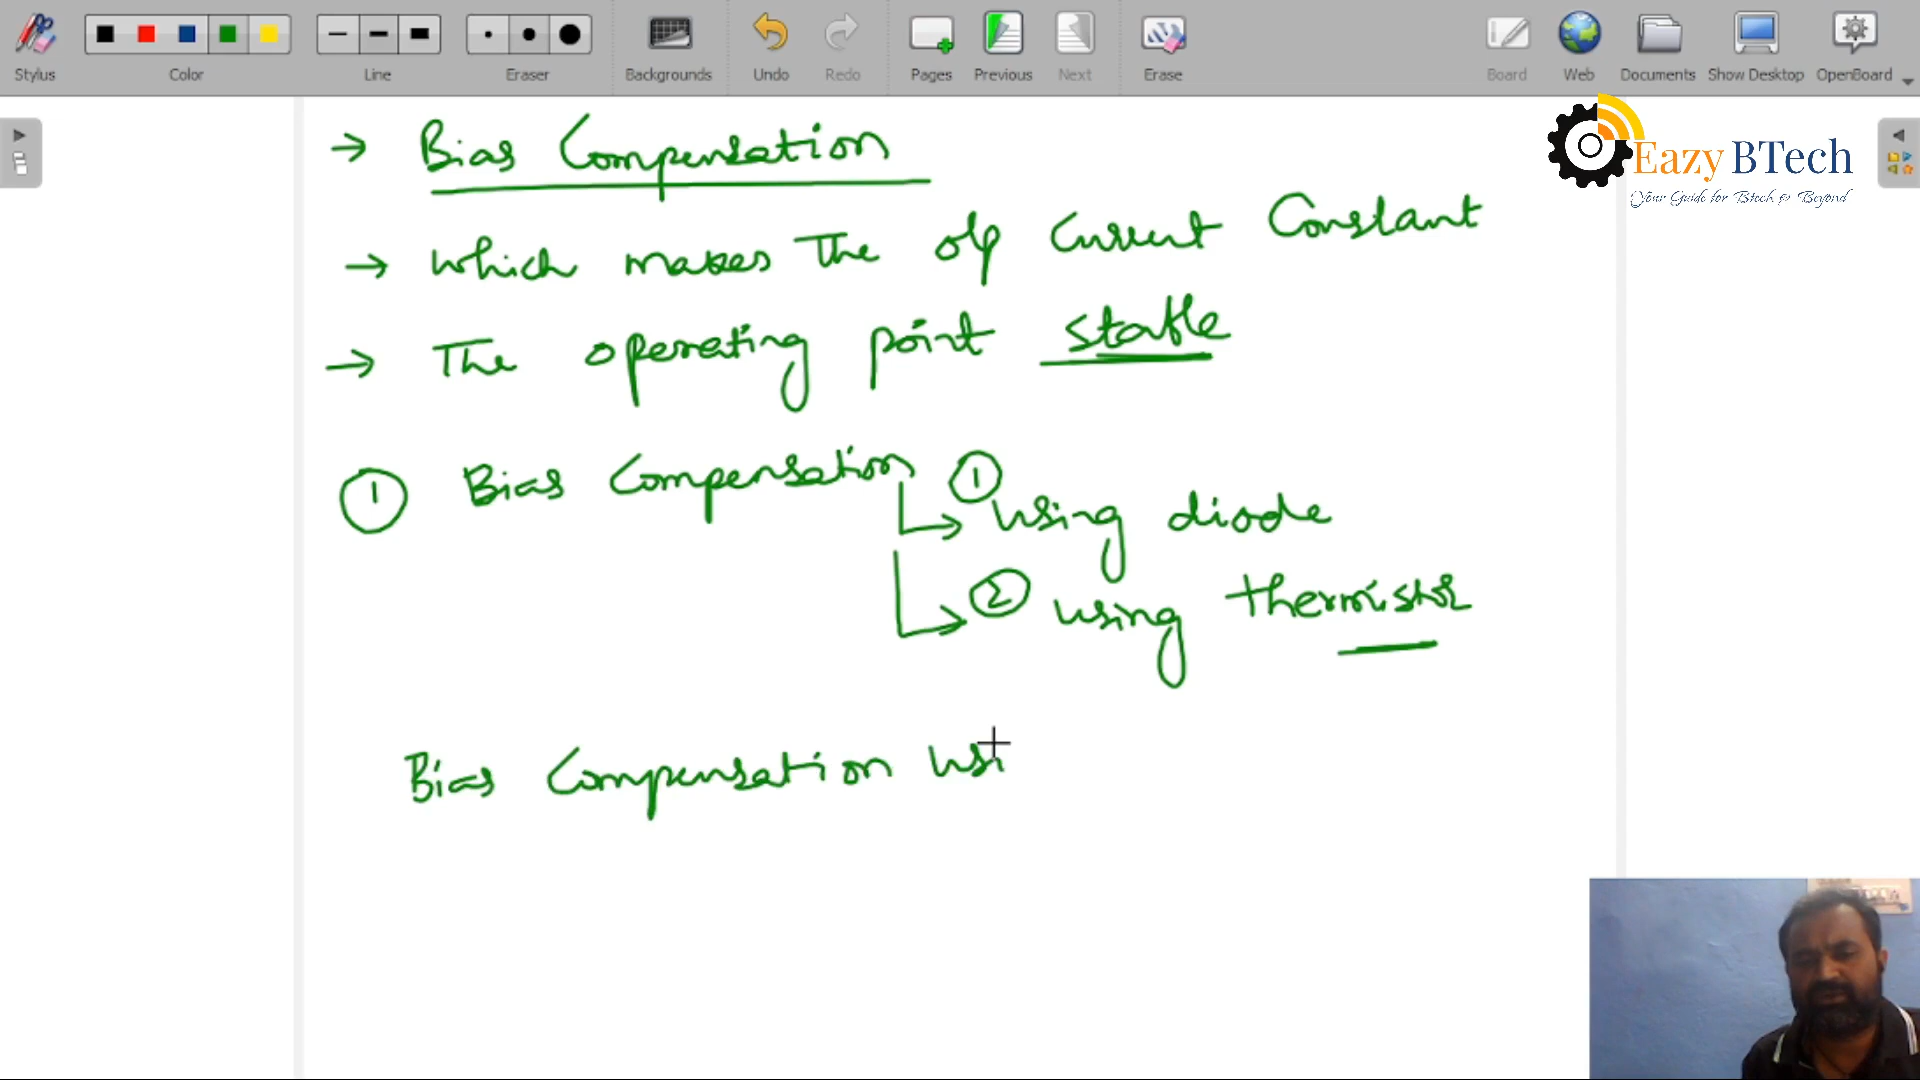 Stylus Color Line Eraser Backgrounds Undo Redo Pages Previous Next Erase Board Web Documents Show Desktop OpenBoard
Eazy BTech
Your Guide for Btech & Beyond
→ Bias Compensation
→ which makes The o/p Current Constant
→ The operating point stable
① Bias Compensation ① using diode
② using thermistor
Bias Compensation usi